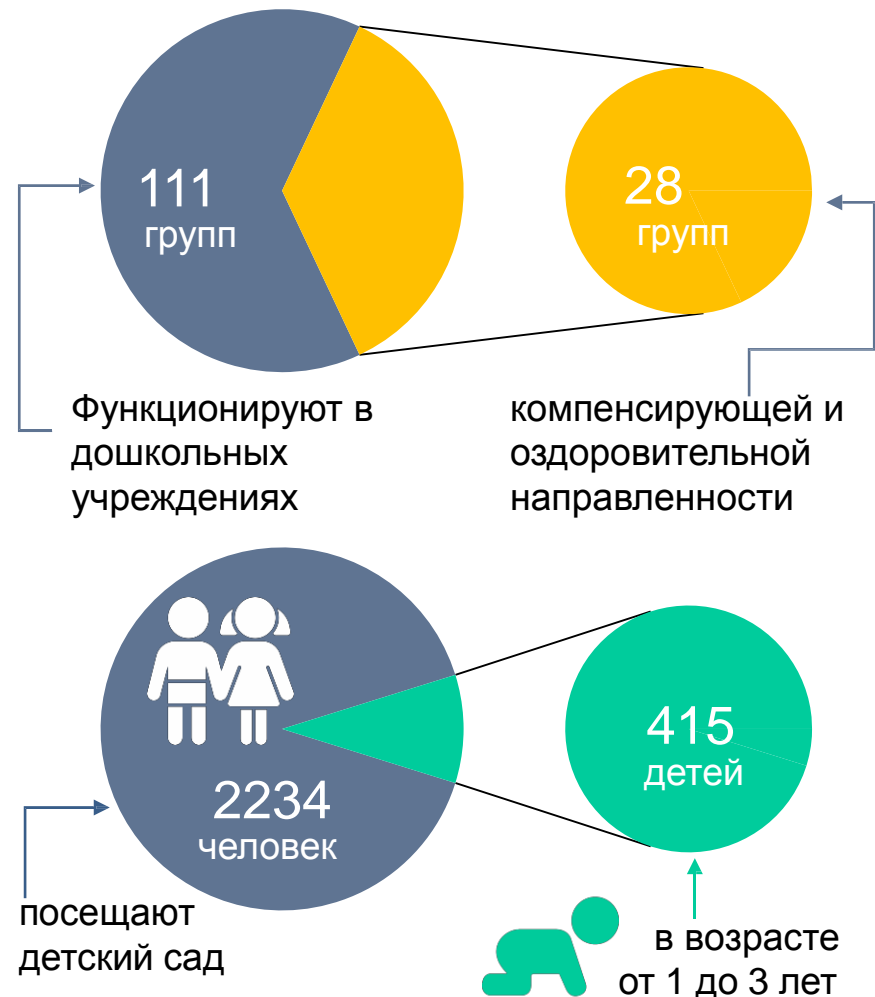 111
групп
28
групп
Функционируют в
дошкольных
учреждениях
компенсирующей и
оздоровительной
направленности
2234
человек
415
детей
посещают
детский сад
в возрасте
от 1 до 3 лет